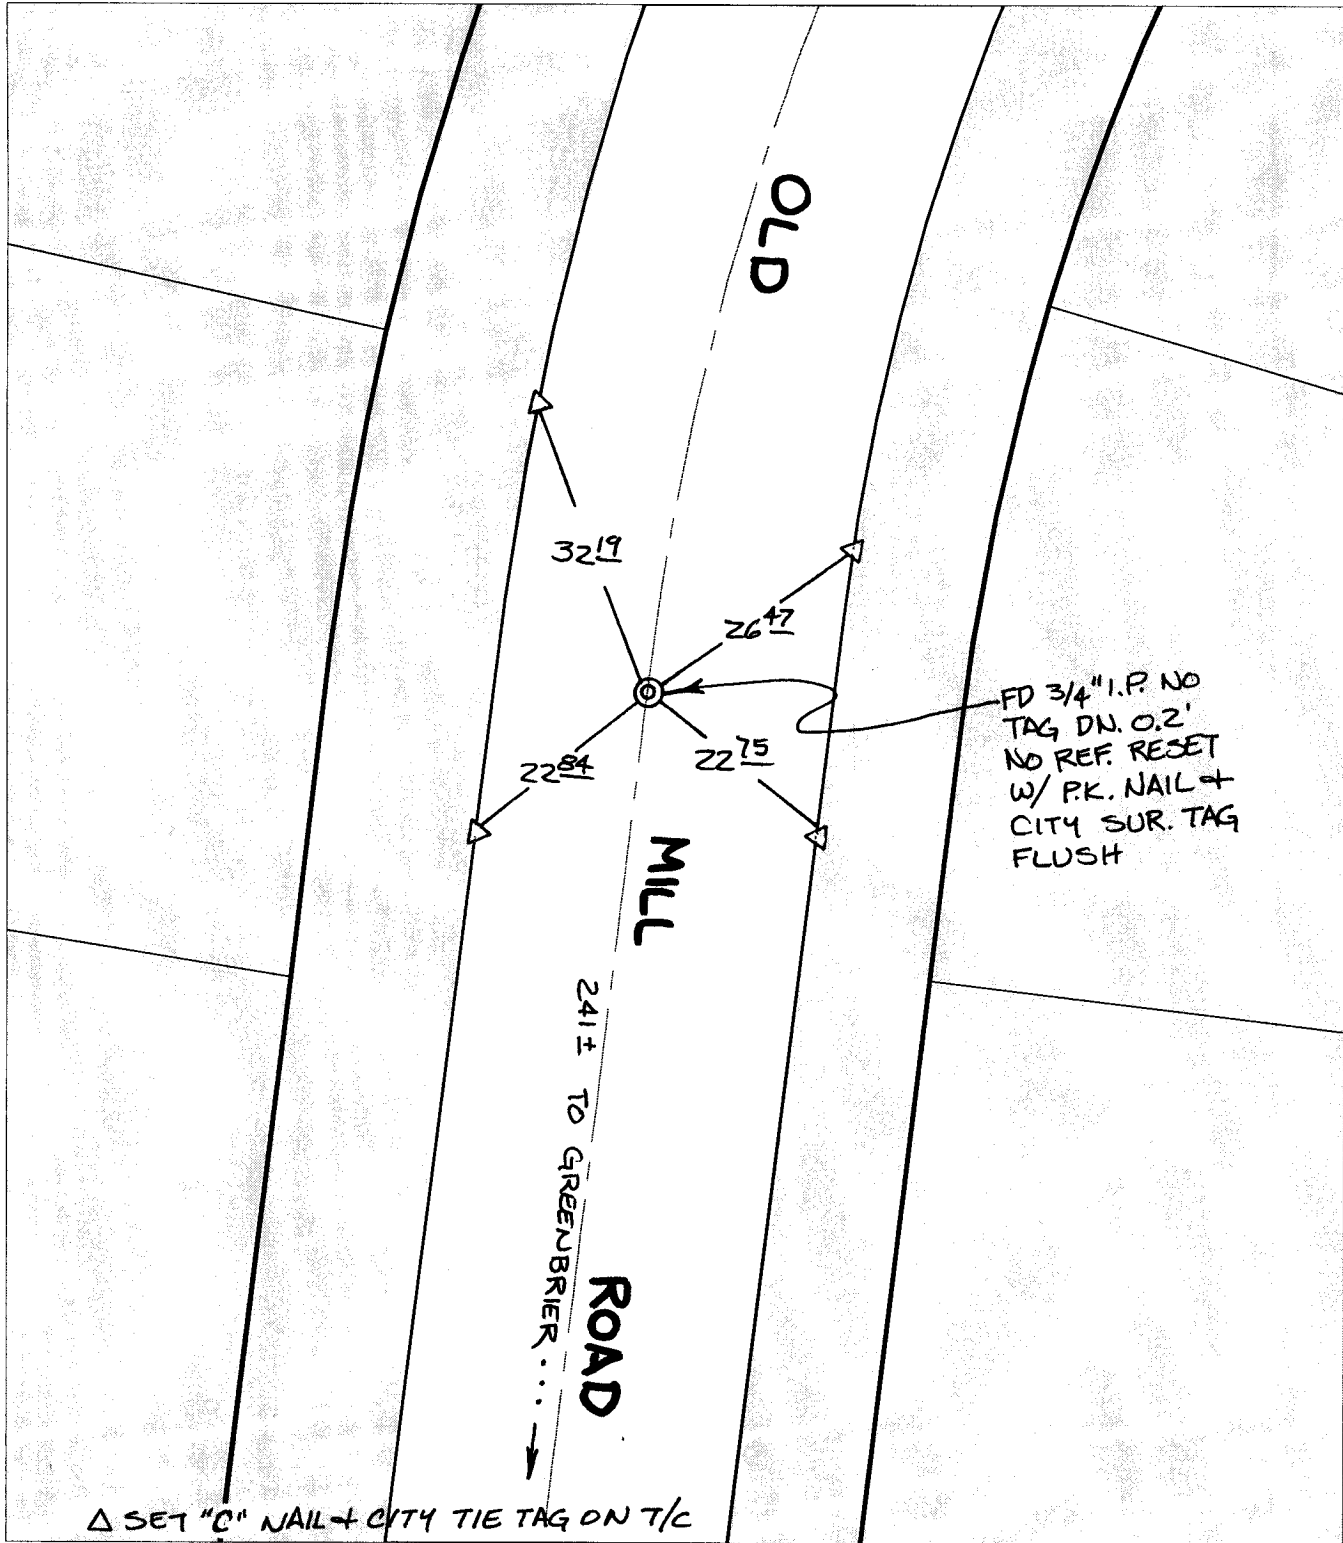 OLD
32 19
26 47
FD 3/4" I.P. NO
TAG DN. 0.2'
NO REF. RESET
W/ P.K. NAIL +
CITY SUR. TAG
FLUSH
22 84
22 75
MILL
241± TO GREENBRIER....
ROAD
△ SET "C" NAIL + CITY TIE TAG ON T/C